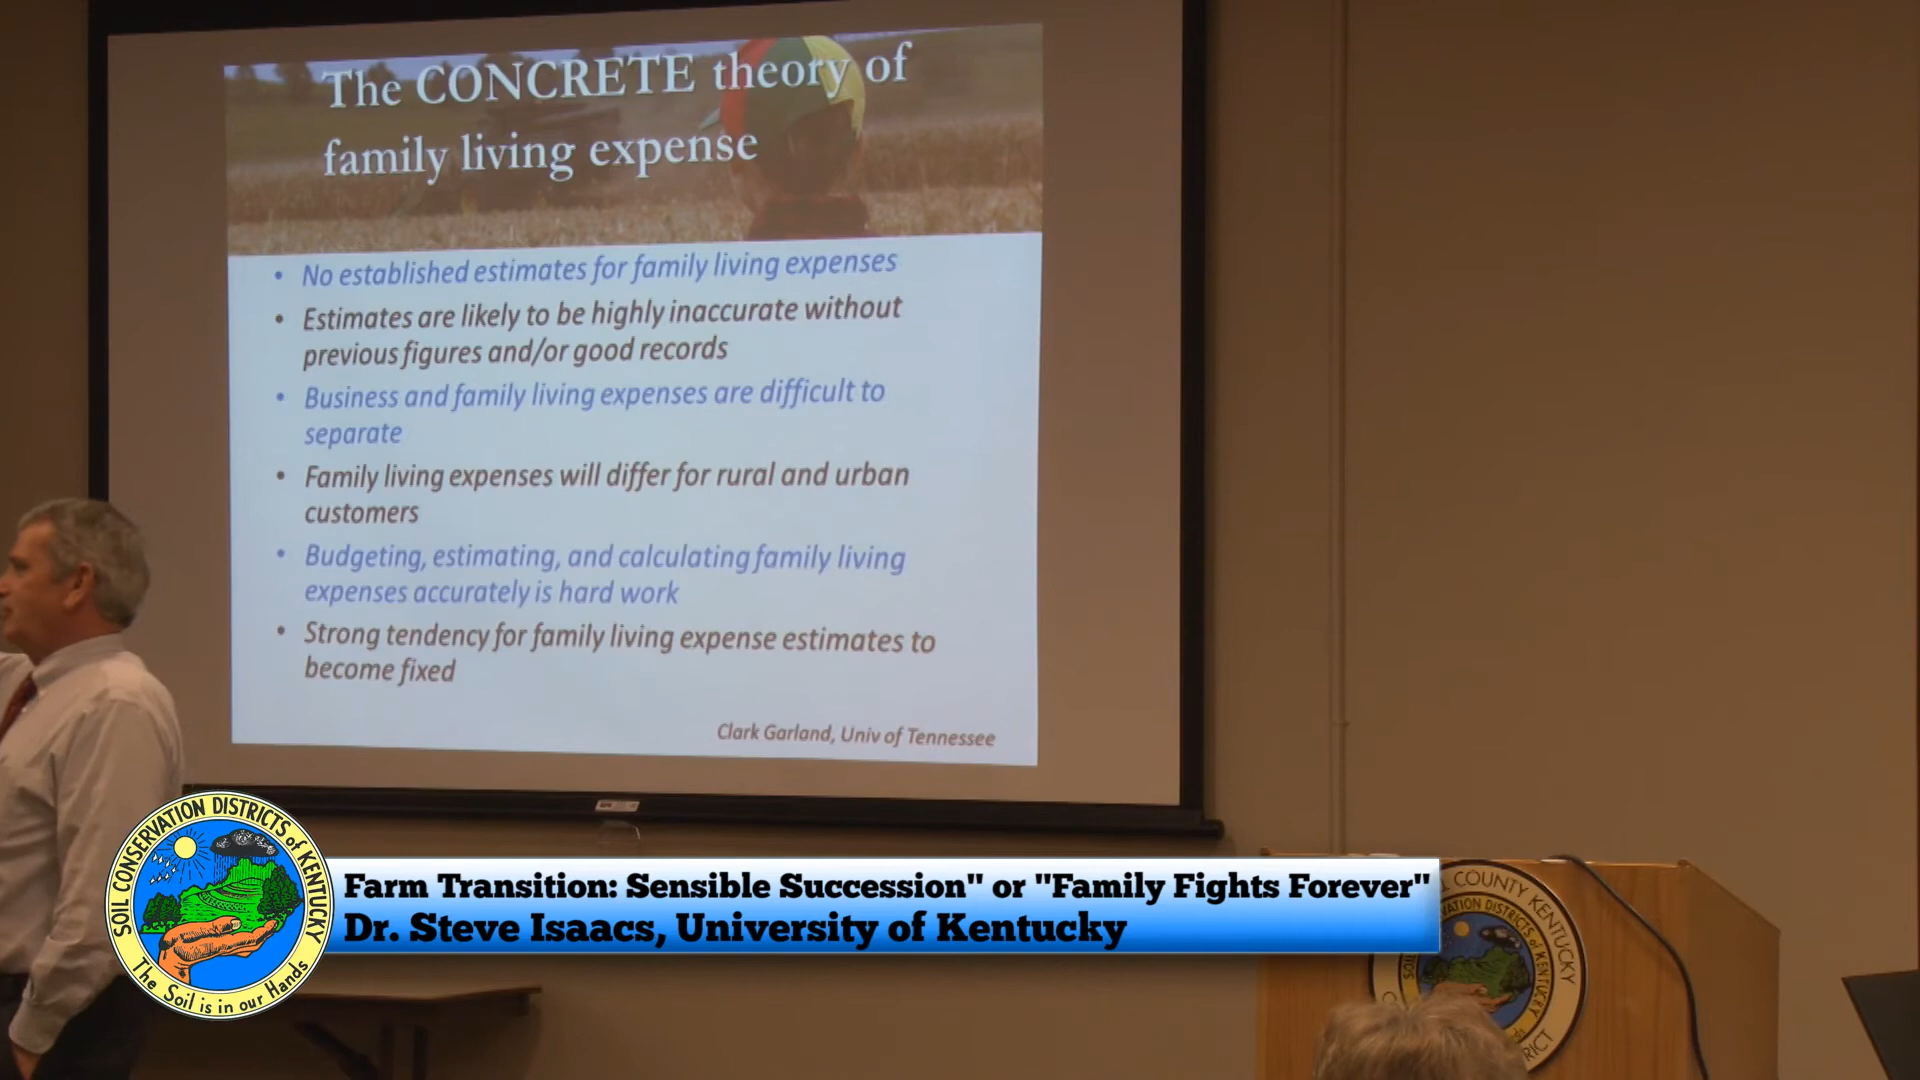 The CONCRETE theory of
family living expense
• No established estimates for family living expenses
• Estimates are likely to be highly inaccurate without
previous figures and/or good records
• Business and family living expenses are difficult to
separate
• Family living expenses will differ for rural and urban
customers
• Budgeting, estimating, and calculating family living
expenses accurately is hard work
• Strong tendency for family living expense estimates to
become fixed
Clark Garland, Univ of Tennessee
SOIL CONSERVATION DISTRICTS of KENTUCKY
The Soil is in our Hands
Farm Transition: Sensible Succession" or "Family Fights Forever"
Dr. Steve Isaacs, University of Kentucky
COUNTY KENTUCKY
DISTRICTS of KENTUCKY